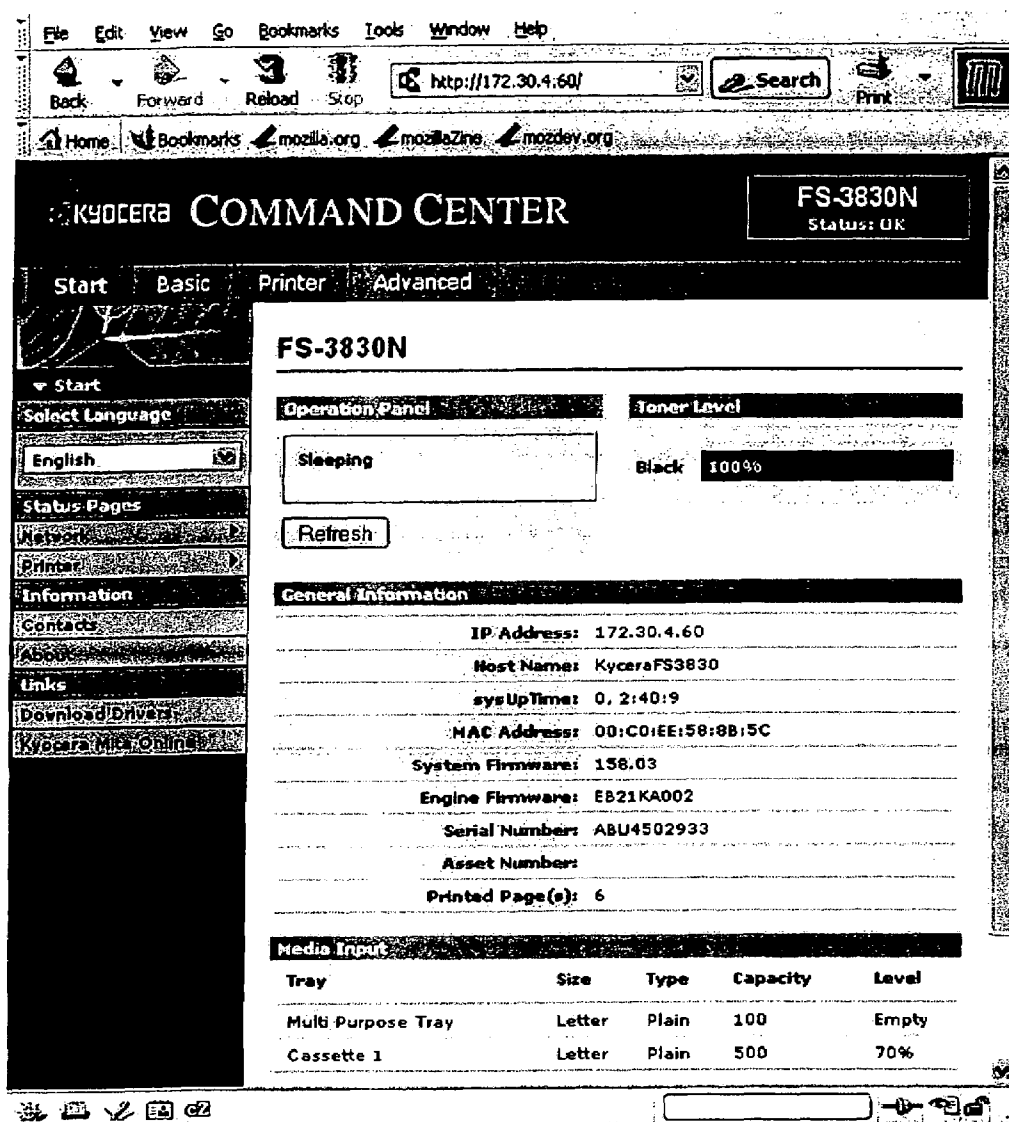 File Edit View Go Bookmarks Tools Window Help
Back Forward Reload Stop http://172.30.4.60/ Search Print
Home Bookmarks mozilla.org mozillaZine mozdev.org
KYOCERA COMMAND CENTER
FS-3830N
Status: OK
Start Basic Printer Advanced
FS-3830N
Start
Select Language
English
Status Pages
Network
Printer
Information
Contacts
About
Links
Download Drivers
Kyocera Mita Online
Operation Panel
Sleeping
Refresh
Toner Level
Black 100%
General Information
IP Address: 172.30.4.60
Host Name: KyceraFS3830
sysUpTime: 0, 2:40:9
MAC Address: 00:C0:EE:58:8B:5C
System Firmware: 158.03
Engine Firmware: EB21KA002
Serial Number: ABU4502933
Asset Number:
Printed Page(s): 6
Media Input
Tray Size Type Capacity Level
Multi Purpose Tray Letter Plain 100 Empty
Cassette 1 Letter Plain 500 70%